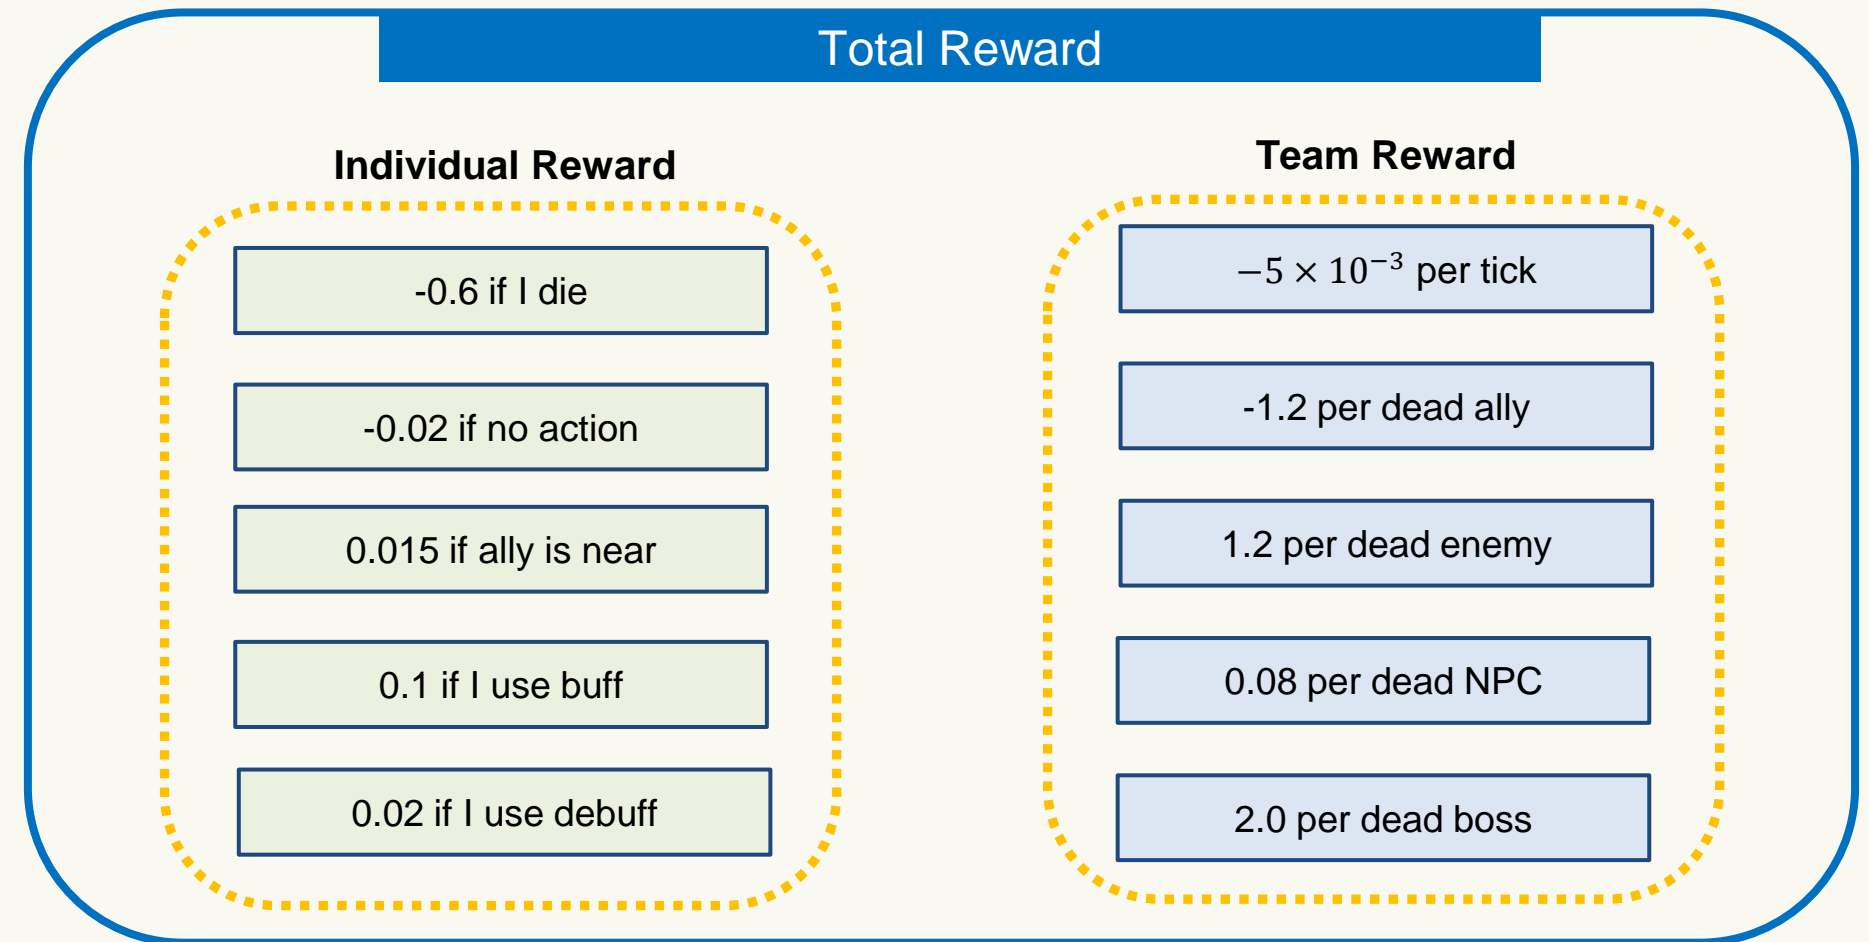 Total Reward
Individual Reward
-0.6 if I die
-0.02 if no action
0.015 if ally is near
0.1 if I use buff
0.02 if I use debuff
Team Reward
−5 × 10⁻³ per tick
-1.2 per dead ally
1.2 per dead enemy
0.08 per dead NPC
2.0 per dead boss